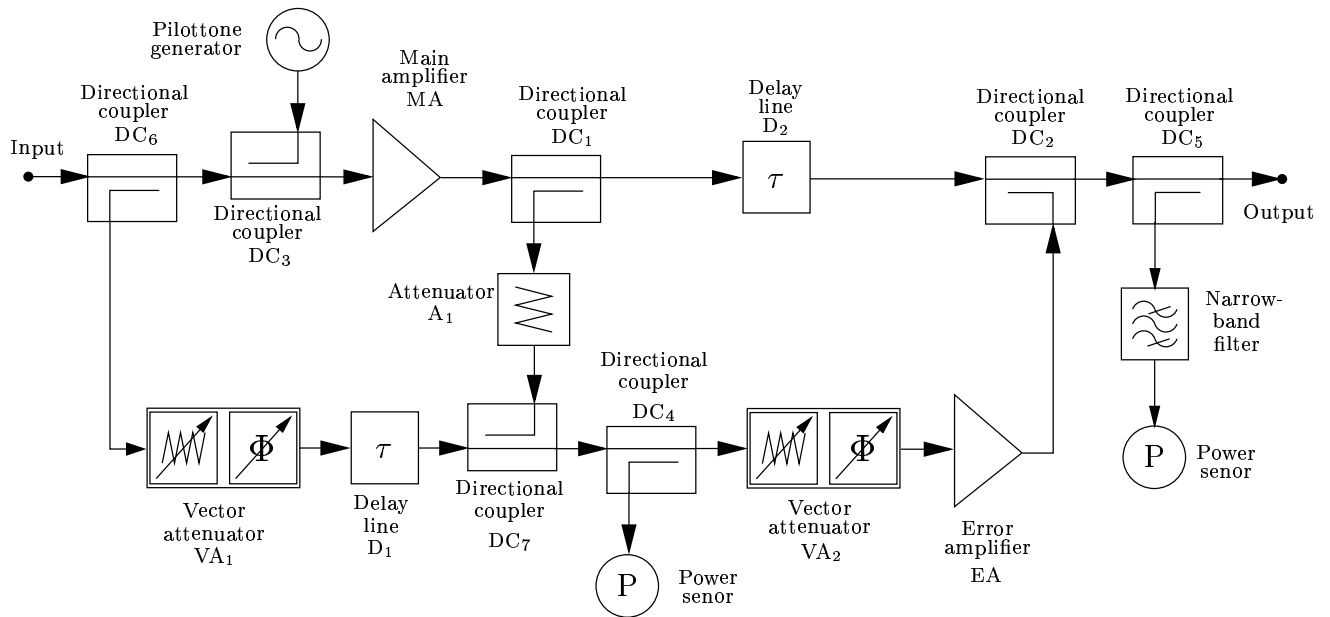 Pilottone
generator
Main
amplifier
MA
Directional
coupler
DC6
Input
Directional
coupler
DC3
Directional
coupler
DC1
Delay
line
D2
τ
Directional
coupler
DC2
Directional
coupler
DC5
Output
Attenuator
A1
Narrow-
band
filter
Directional
coupler
DC4
Φ
τ
Φ
P
Power
senor
Vector
attenuator
VA1
Delay
line
D1
Directional
coupler
DC7
Vector
attenuator
VA2
Error
amplifier
EA
P
Power
senor